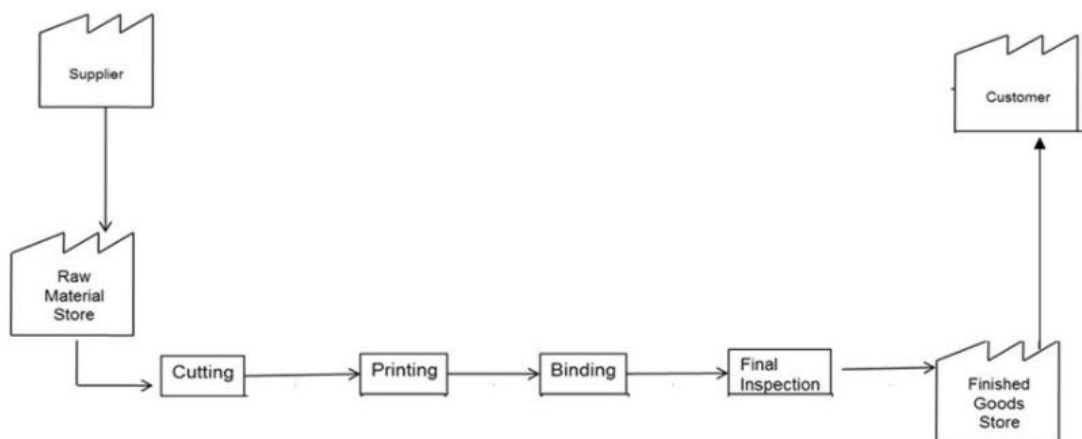 Supplier
Customer
Raw
Material
Store
Cutting
Printing
Binding
Final
Inspection
Finished
Goods
Store